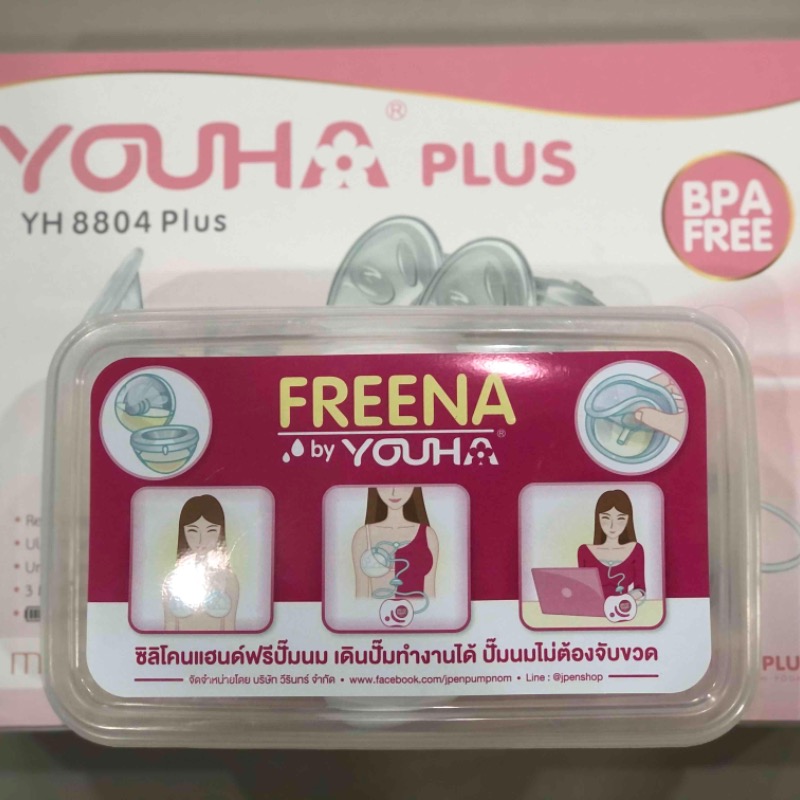 YOUHA® PLUS
YH 8804 Plus
BPA
FREE
FREENA
by YOUHA®
ซิลิโคนแฮนด์ฟรีปั๊มนม เดินปั๊มทำงานได้ ปั๊มนมไม่ต้องจับขวด
จัดจำหน่ายโดย บริษัท วีรินทร์ จำกัด • www.facebook.com/jpenpumpnom • Line : @jpenshop
PLUS